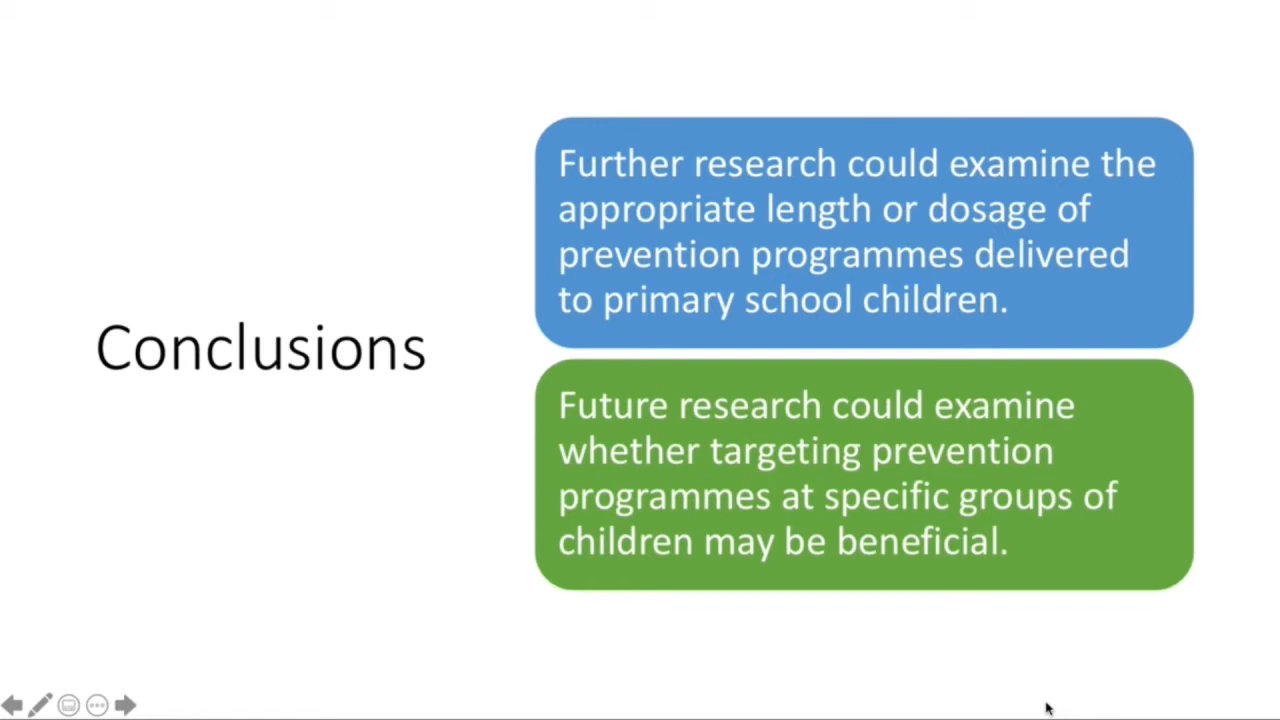 Conclusions
Further research could examine the
appropriate length or dosage of
prevention programmes delivered
to primary school children.
Future research could examine
whether targeting prevention
programmes at specific groups of
children may be beneficial.